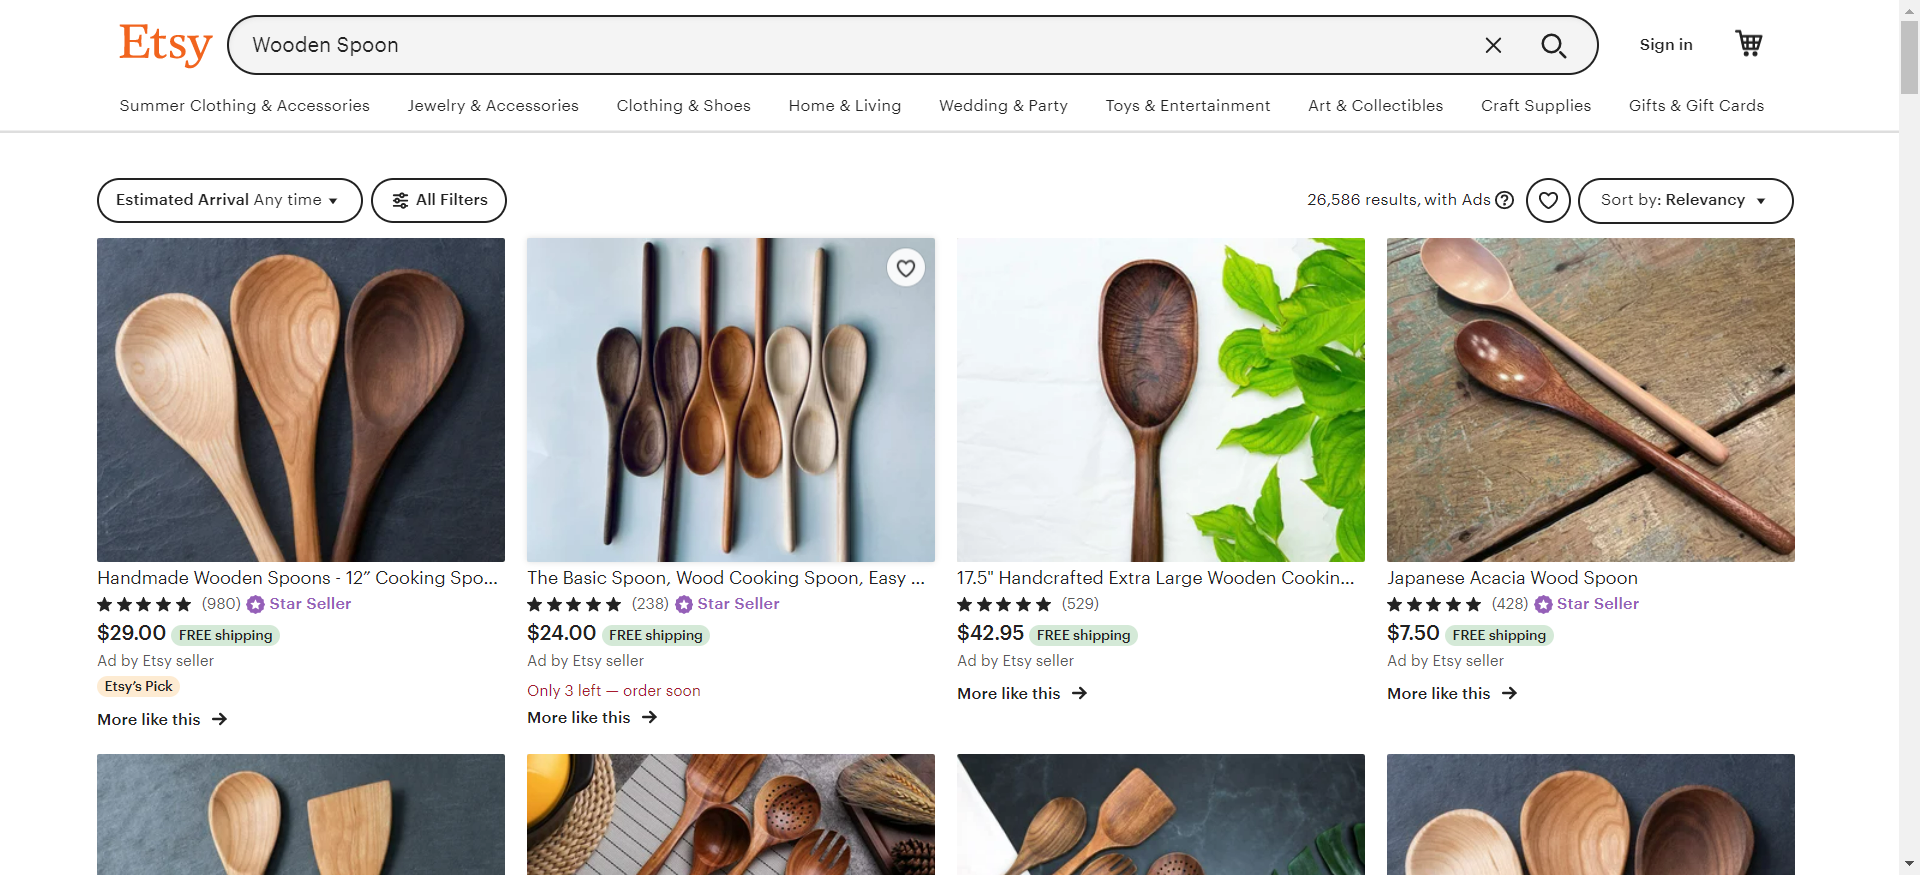 Etsy
Wooden Spoon
Sign in
Summer Clothing & Accessories
Jewelry & Accessories
Clothing & Shoes
Home & Living
Wedding & Party
Toys & Entertainment
Art & Collectibles
Craft Supplies
Gifts & Gift Cards
Estimated Arrival Any time
All Filters
26,586 results, with Ads
Sort by: Relevancy
Handmade Wooden Spoons - 12” Cooking Spo...
(980) Star Seller
$29.00 FREE shipping
Ad by Etsy seller
Etsy’s Pick
More like this
The Basic Spoon, Wood Cooking Spoon, Easy ...
(238) Star Seller
$24.00 FREE shipping
Ad by Etsy seller
Only 3 left — order soon
More like this
17.5" Handcrafted Extra Large Wooden Cookin...
(529)
$42.95 FREE shipping
Ad by Etsy seller
More like this
Japanese Acacia Wood Spoon
(428) Star Seller
$7.50 FREE shipping
Ad by Etsy seller
More like this